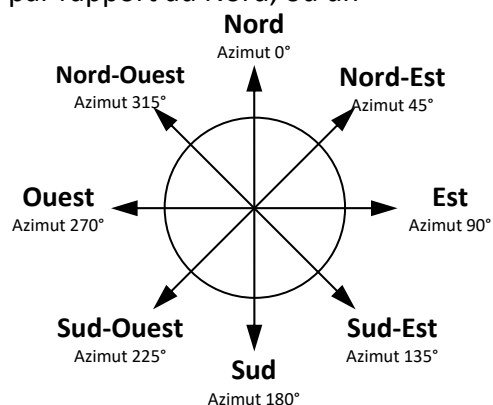 par rapport au Nord, ou un
Nord
Azimut 0°
Nord-Ouest
Azimut 315°
Nord-Est
Azimut 45°
Ouest
Azimut 270°
Est
Azimut 90°
Sud-Ouest
Azimut 225°
Sud-Est
Azimut 135°
Sud
Azimut 180°